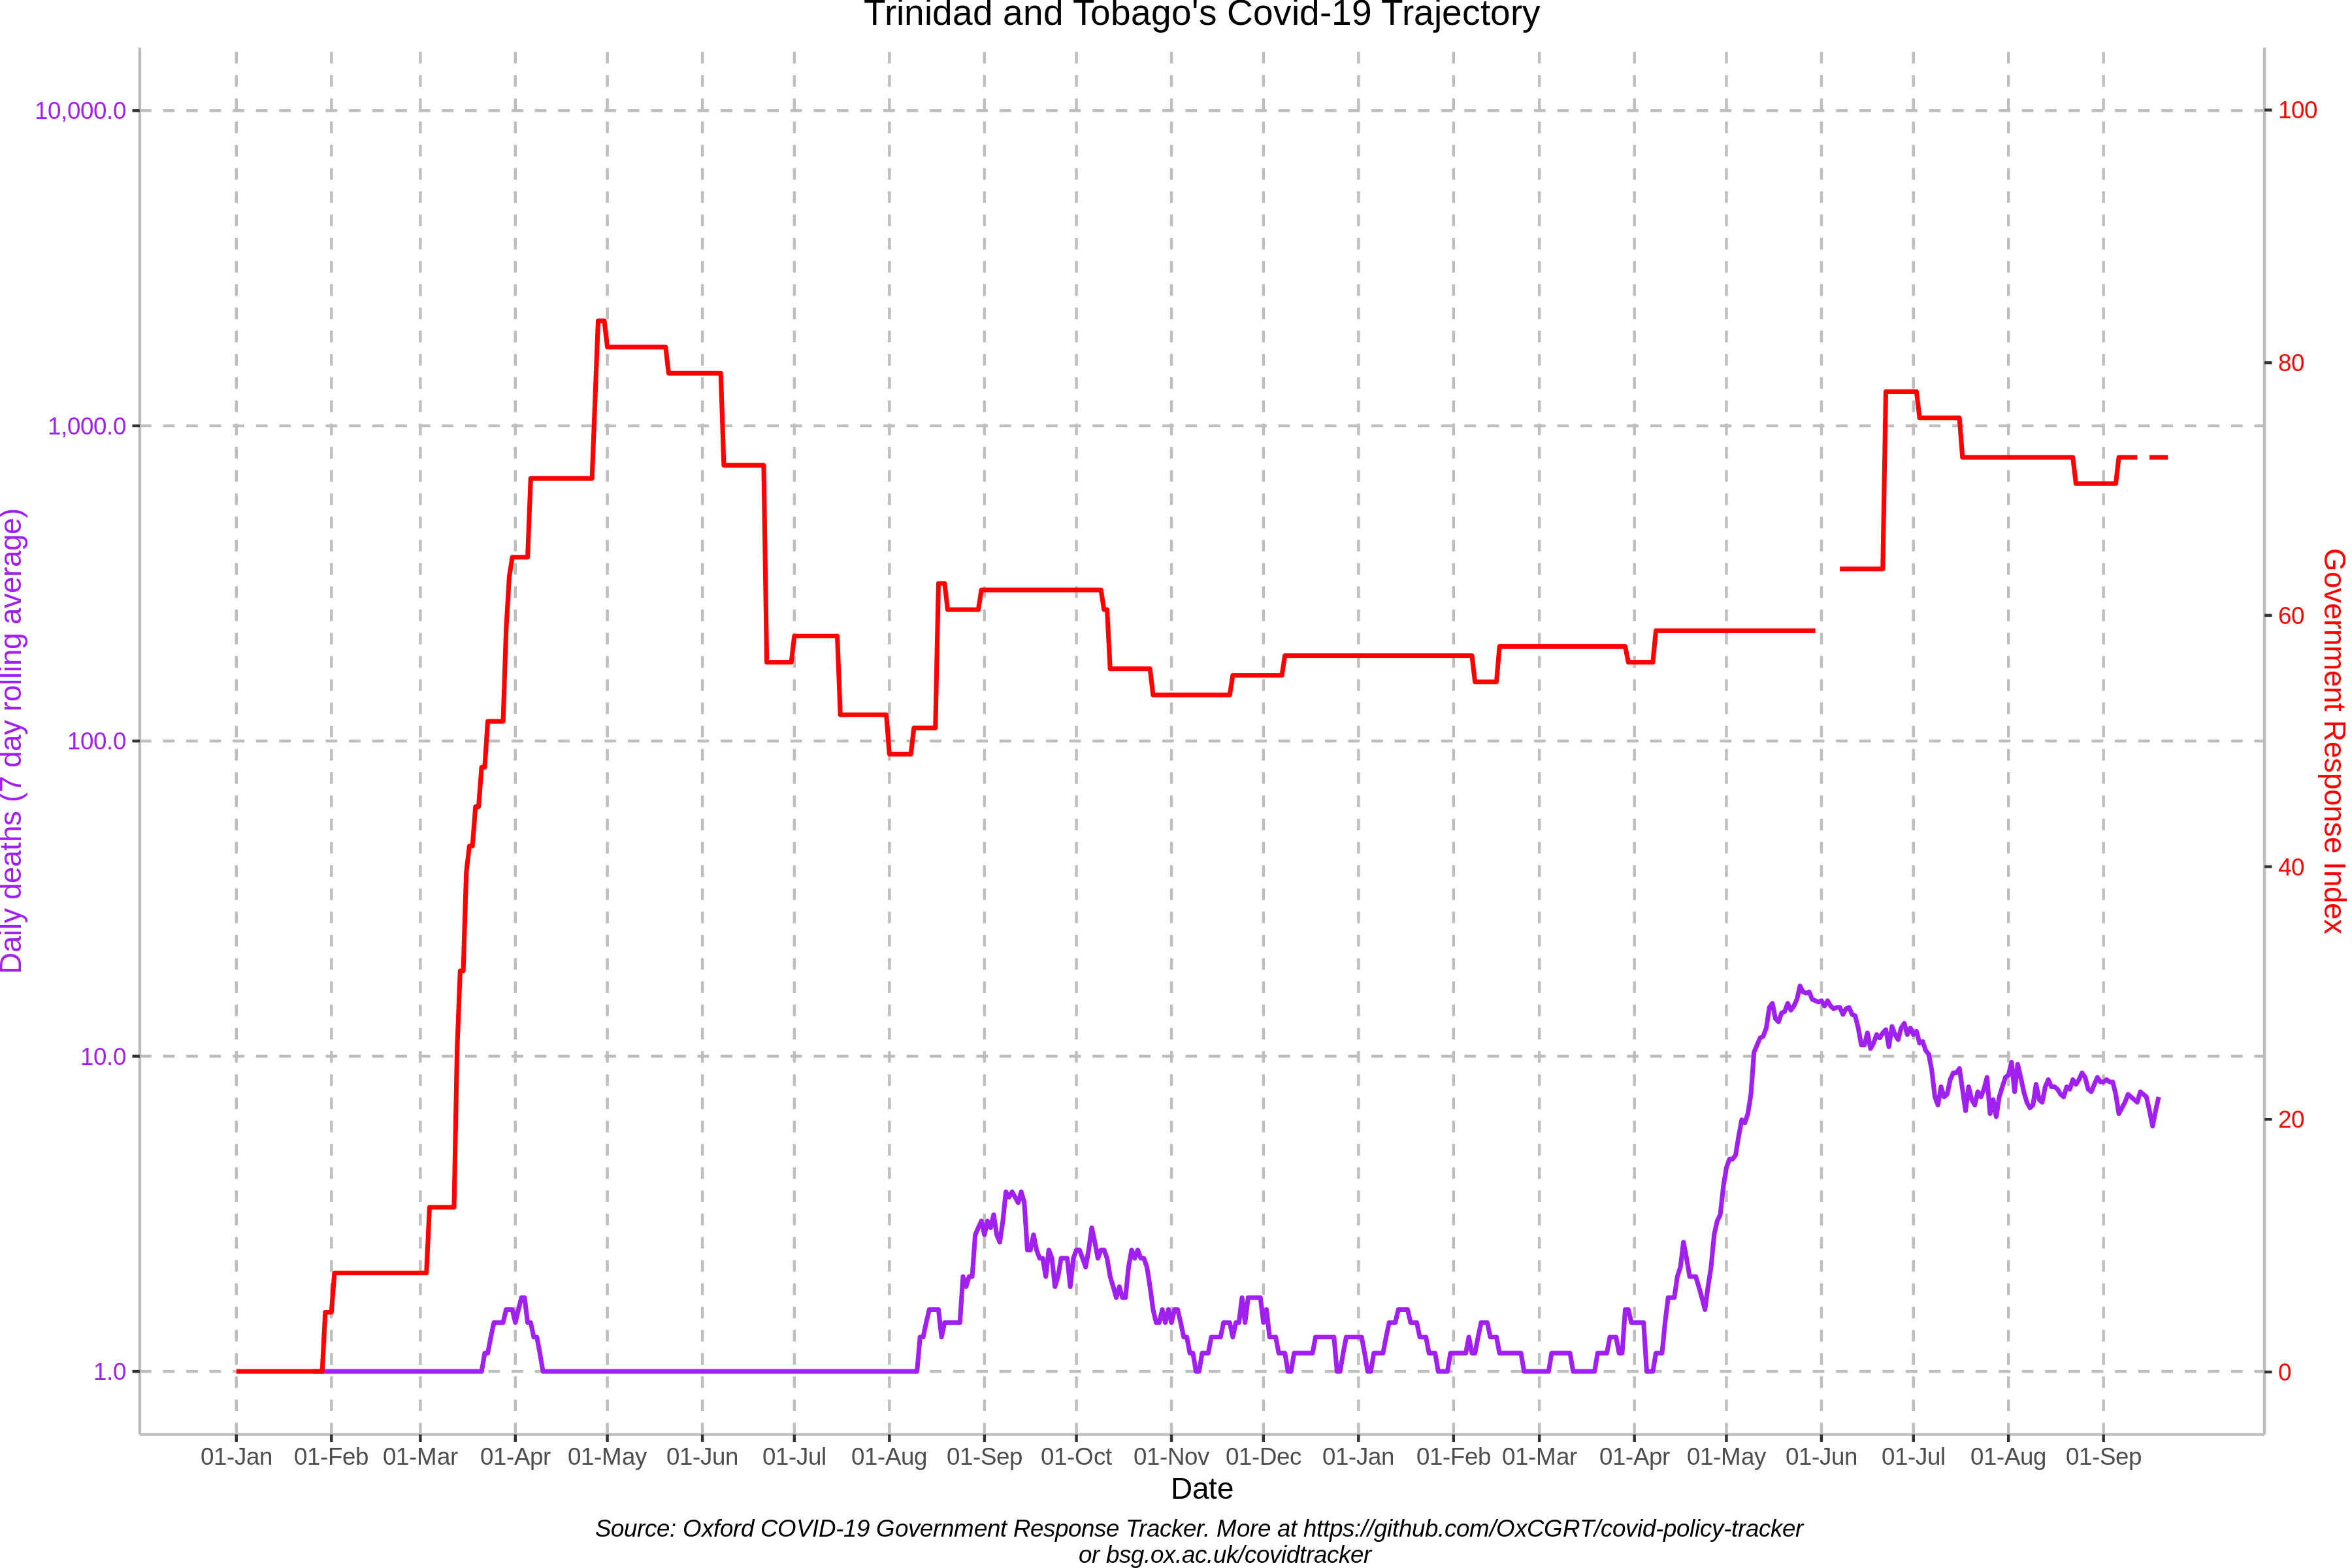 Trinidad and Tobago's Covid-19 Trajectory
10,000.0
1,000.0
100.0
10.0
1.0
Daily deaths (7 day rolling average)
100
80
60
40
20
0
Government Response Index
01-Jan 01-Feb 01-Mar 01-Apr 01-May 01-Jun 01-Jul 01-Aug 01-Sep 01-Oct 01-Nov 01-Dec 01-Jan 01-Feb 01-Mar 01-Apr 01-May 01-Jun 01-Jul 01-Aug 01-Sep
Date
Source: Oxford COVID-19 Government Response Tracker. More at https://github.com/OxCGRT/covid-policy-tracker
or bsg.ox.ac.uk/covidtracker